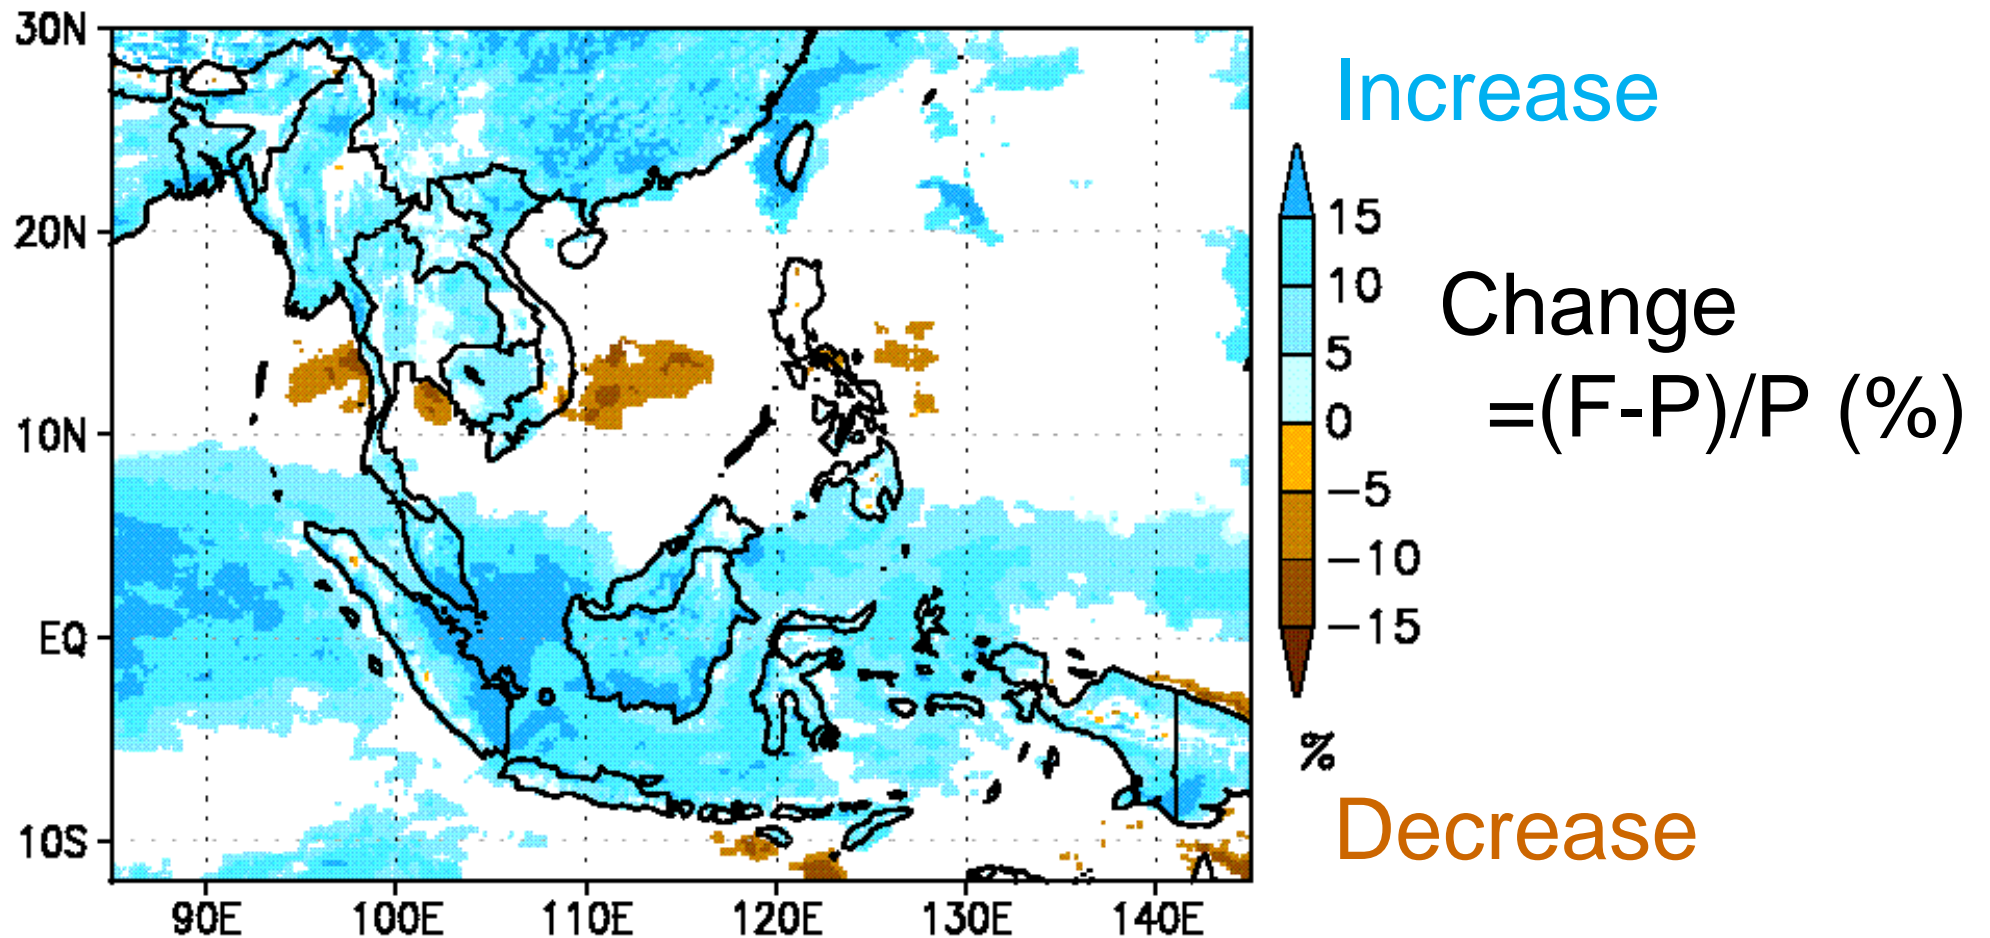 30N
20N
10N
EQ
10S
90E 100E 110E 120E 130E 140E
Increase
15
10
5
0
−5
−10
−15
%
Change
=(F-P)/P (%)
Decrease